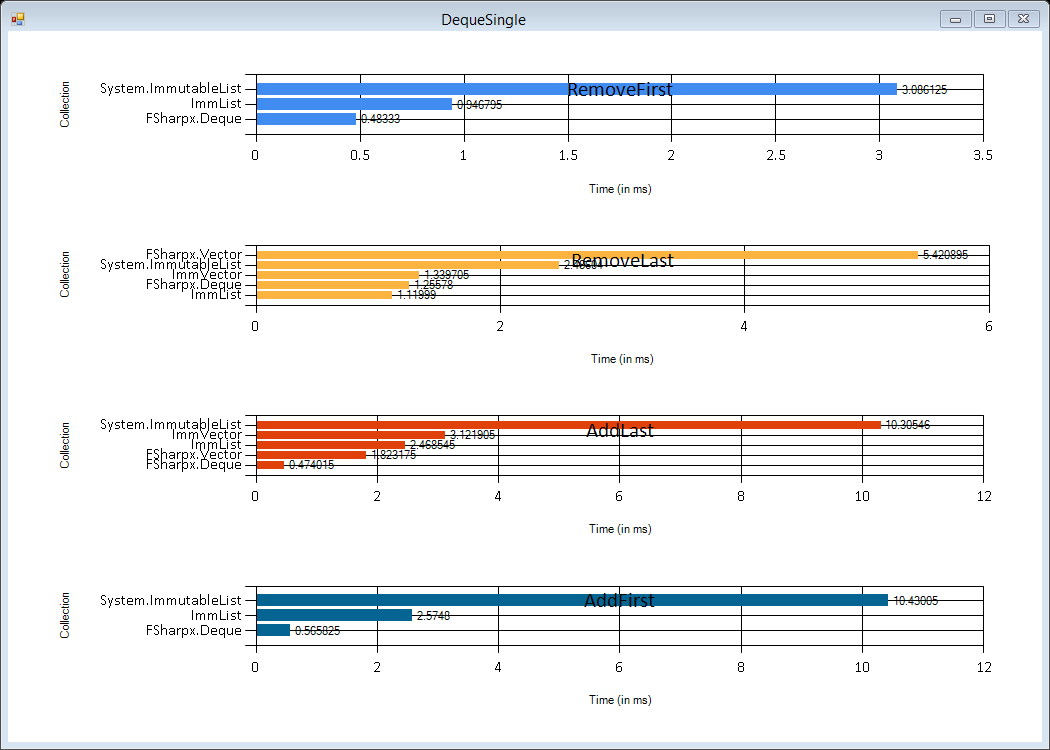 DequeSingle
RemoveFirst
Collection
System.ImmutableList 3.086125
ImmList 0.946795
FSharpx.Deque 0.48333
0 0.5 1 1.5 2 2.5 3 3.5
Time (in ms)
RemoveLast
Collection
FSharpx.Vector 5.420895
System.ImmutableList
ImmVector 1.339705
FSharpx.Deque 1.25578
ImmList 1.11999
0 2 4 6
Time (in ms)
AddLast
Collection
System.ImmutableList 10.30546
ImmVector 3.121905
ImmList 2.468545
FSharpx.Vector 1.823175
FSharpx.Deque 0.474015
0 2 4 6 8 10 12
Time (in ms)
AddFirst
Collection
System.ImmutableList 10.43005
ImmList 2.5748
FSharpx.Deque 0.565825
0 2 4 6 8 10 12
Time (in ms)